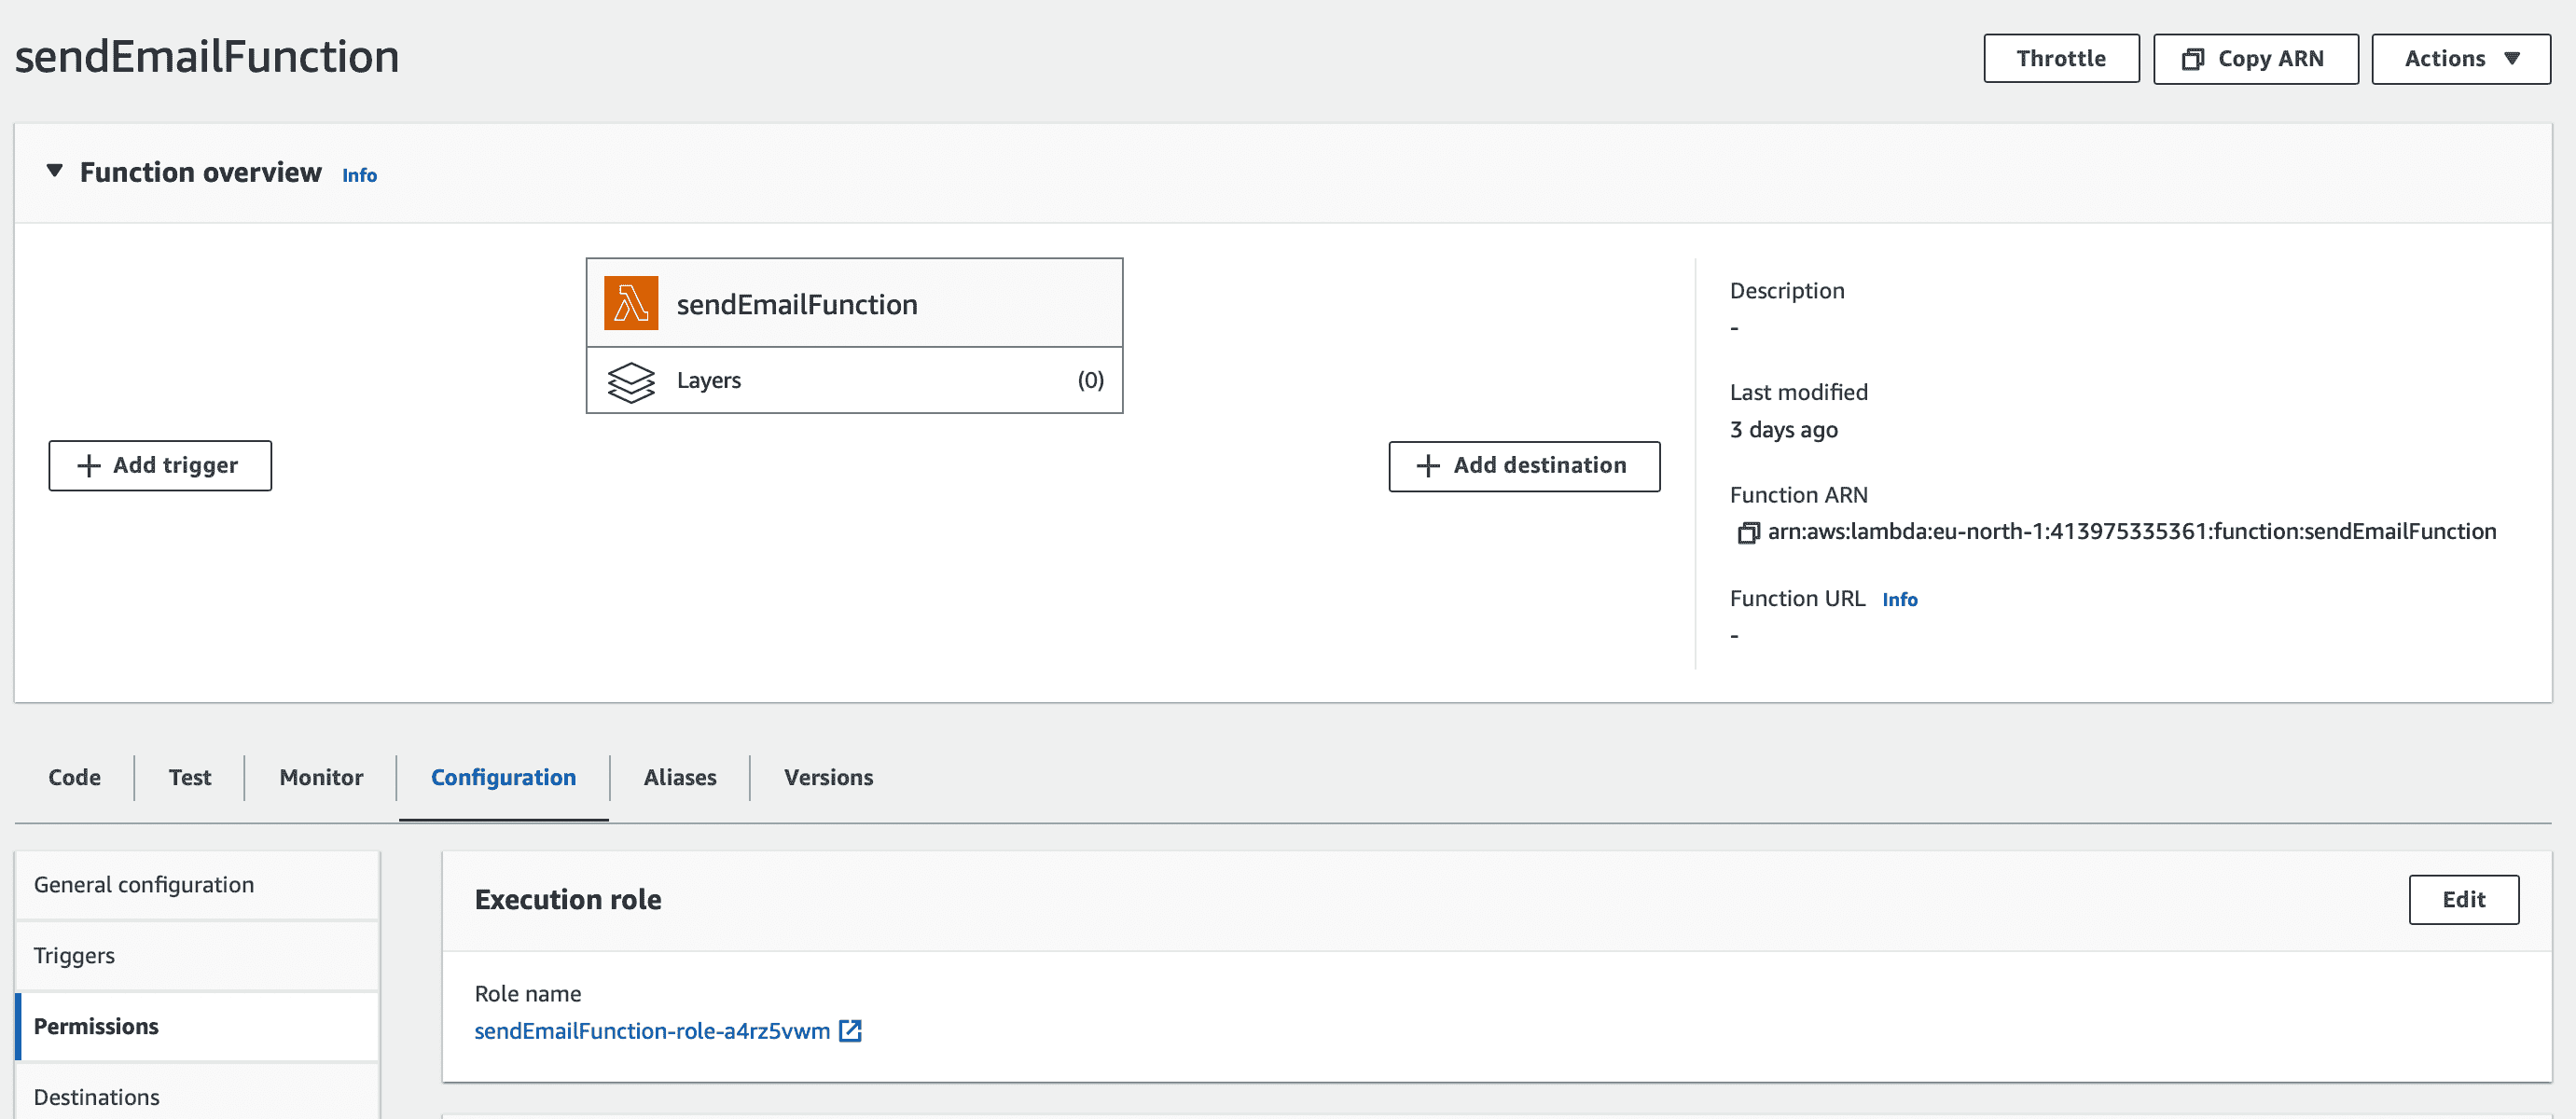 sendEmailFunction
Throttle
Copy ARN
Actions
Function overview Info
sendEmailFunction
Layers (0)
Add trigger
Add destination
Description
-
Last modified
3 days ago
Function ARN
arn:aws:lambda:eu-north-1:413975335361:function:sendEmailFunction
Function URL Info
-
Code
Test
Monitor
Configuration
Aliases
Versions
General configuration
Triggers
Permissions
Destinations
Execution role
Edit
Role name
sendEmailFunction-role-a4rz5vwm